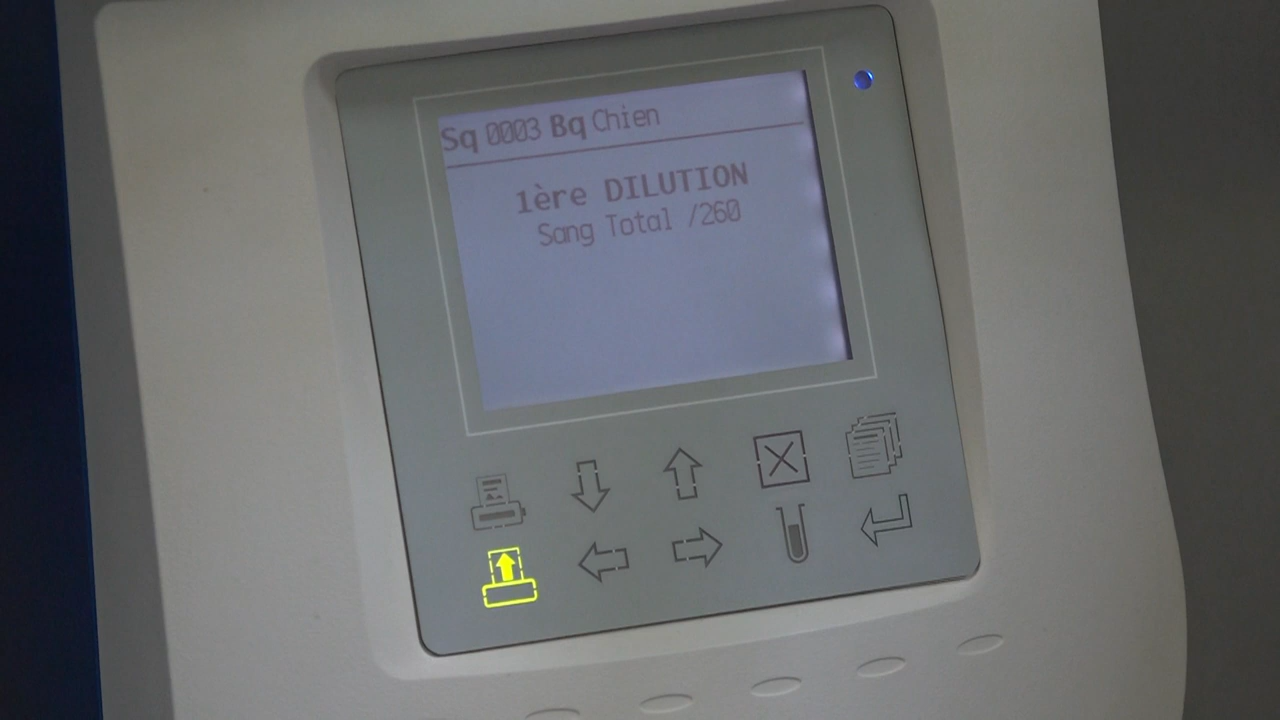 Sq 0003 Bq Chien
1ère DILUTION
Sang Total /260